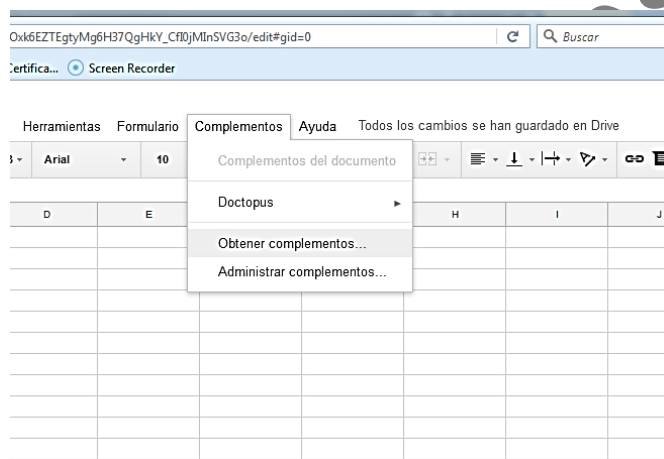 Oxk6EZTEgtyMg6H37QgHkY_CfI0jMInSVG3o/edit#gid=0 Buscar
Certifica... Screen Recorder
Herramientas Formulario Complementos Ayuda Todos los cambios se han guardado en Drive
Arial 10 Complementos del documento
Doctopus
D E H I J
Obtener complementos...
Administrar complementos...